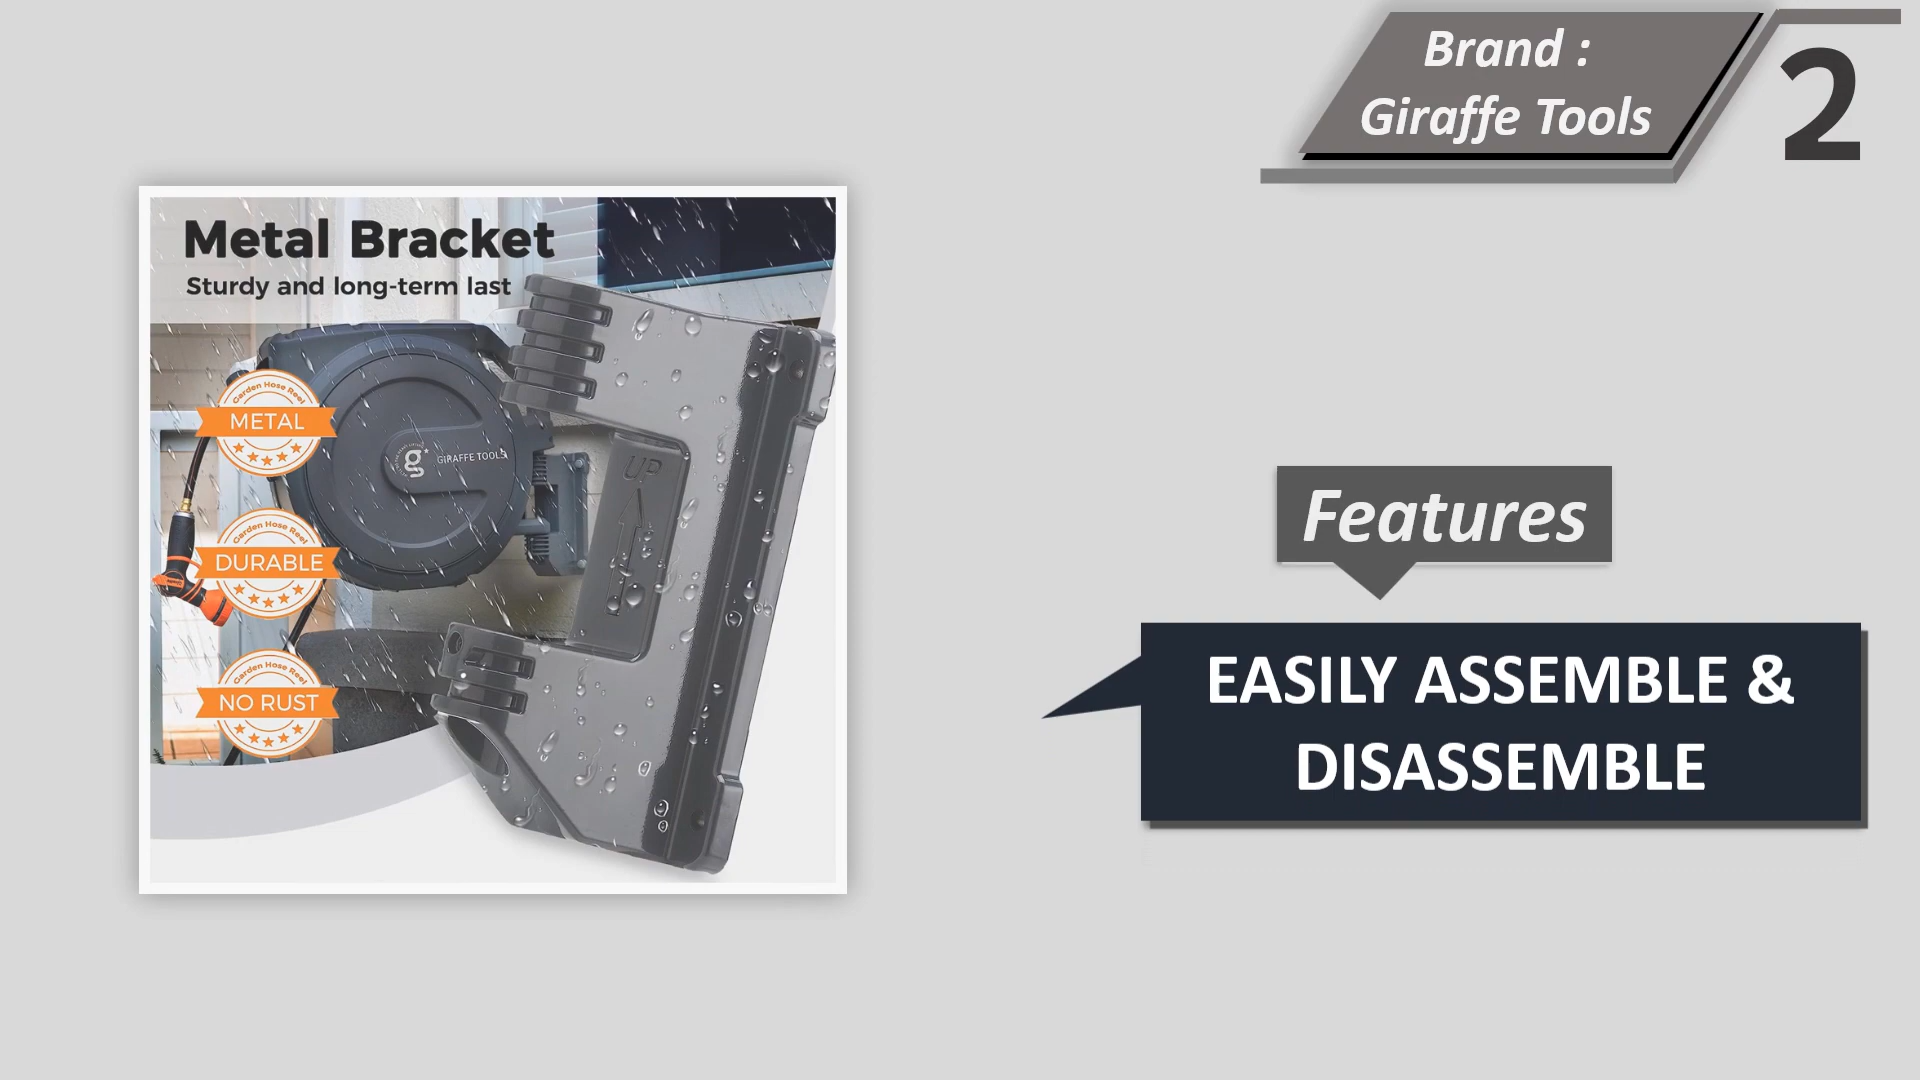 Brand :
Giraffe Tools
2
Metal Bracket
Sturdy and long-term last
Garden Hose Reel
METAL
GIRAFFE TOOLS
g
UP
Garden Hose Reel
DURABLE
Garden Hose Reel
NO RUST
Features
EASILY ASSEMBLE &
DISASSEMBLE